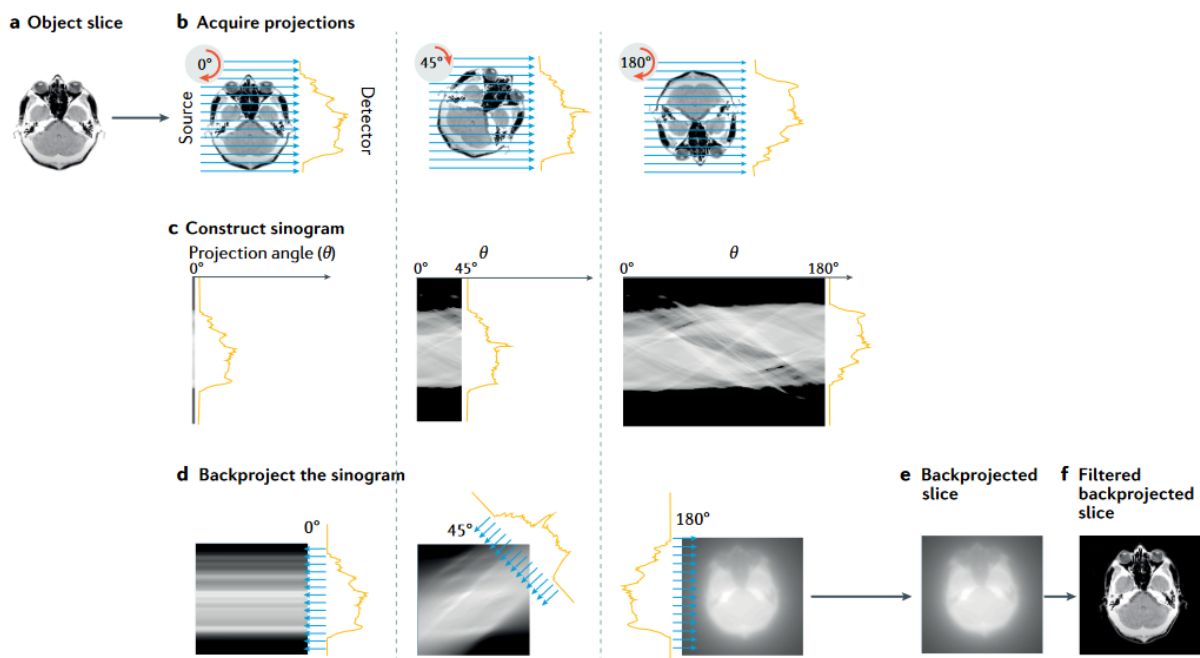 a Object slice
b Acquire projections
0°
45°
180°
Source
Detector
c Construct sinogram
Projection angle (θ)
0°
θ
0° 45°
θ
0° 180°
d Backproject the sinogram
0°
45°
180°
e Backprojected
slice
f Filtered
backprojected
slice